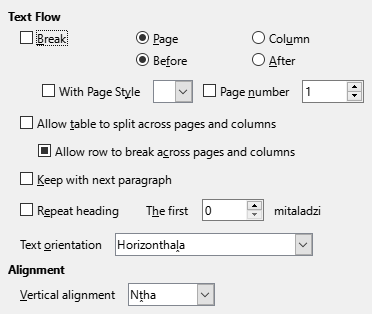 Text Flow
Break Page Column
Before After
With Page Style Page number 1
Allow table to split across pages and columns
Allow row to break across pages and columns
Keep with next paragraph
Repeat heading The first 0 mitaladzi
Text orientation Horizonthaḽa
Alignment
Vertical alignment Nṱha